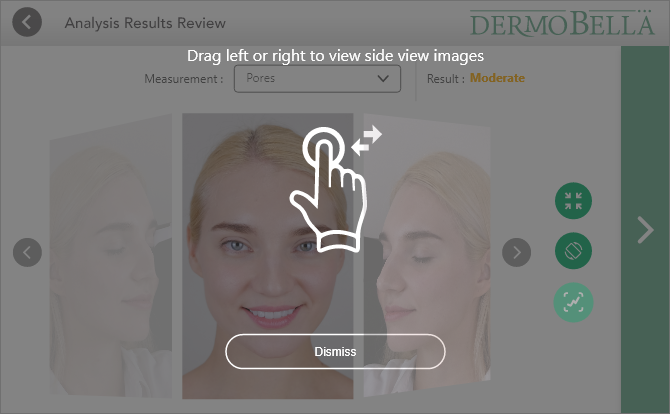 Analysis Results Review
DERMOBELLA
Drag left or right to view side view images
Measurement : Pores Result : Moderate
Dismiss